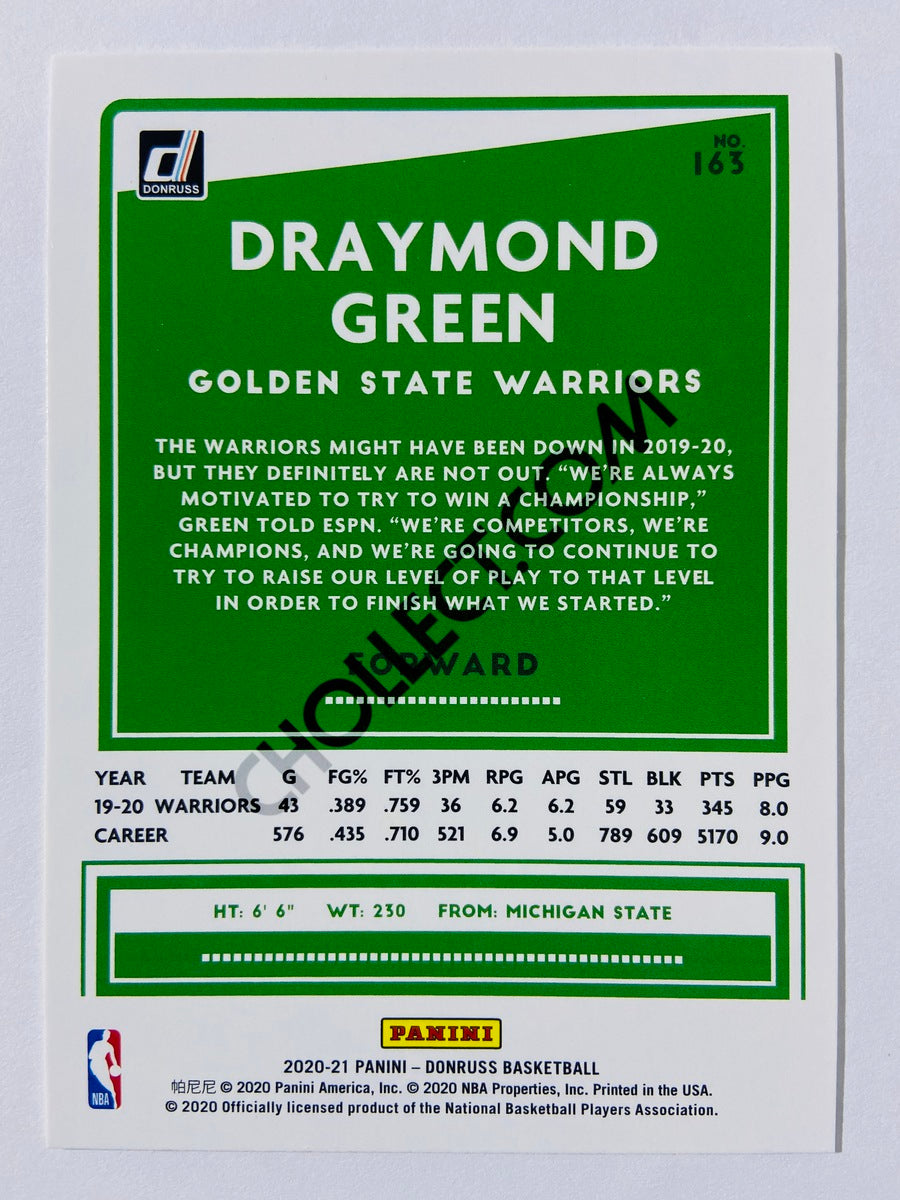 DONRUSS
NO.
163
DRAYMOND
GREEN
GOLDEN STATE WARRIORS
THE WARRIORS MIGHT HAVE BEEN DOWN IN 2019-20,
BUT THEY DEFINITELY ARE NOT OUT. “WE’RE ALWAYS
MOTIVATED TO TRY TO WIN A CHAMPIONSHIP,”
GREEN TOLD ESPN. “WE’RE COMPETITORS, WE’RE
CHAMPIONS, AND WE’RE GOING TO CONTINUE TO
TRY TO RAISE OUR LEVEL OF PLAY TO THAT LEVEL
IN ORDER TO FINISH WHAT WE STARTED.”
FORWARD
CHOLLECT.COM
YEAR TEAM G FG% FT% 3PM RPG APG STL BLK PTS PPG
19-20 WARRIORS 43 .389 .759 36 6.2 6.2 59 33 345 8.0
CAREER 576 .435 .710 521 6.9 5.0 789 609 5170 9.0
HT: 6' 6" WT: 230 FROM: MICHIGAN STATE
PANINI
NBA
2020-21 PANINI – DONRUSS BASKETBALL
帕尼尼 © 2020 Panini America, Inc. © 2020 NBA Properties, Inc. Printed in the USA.
© 2020 Officially licensed product of the National Basketball Players Association.